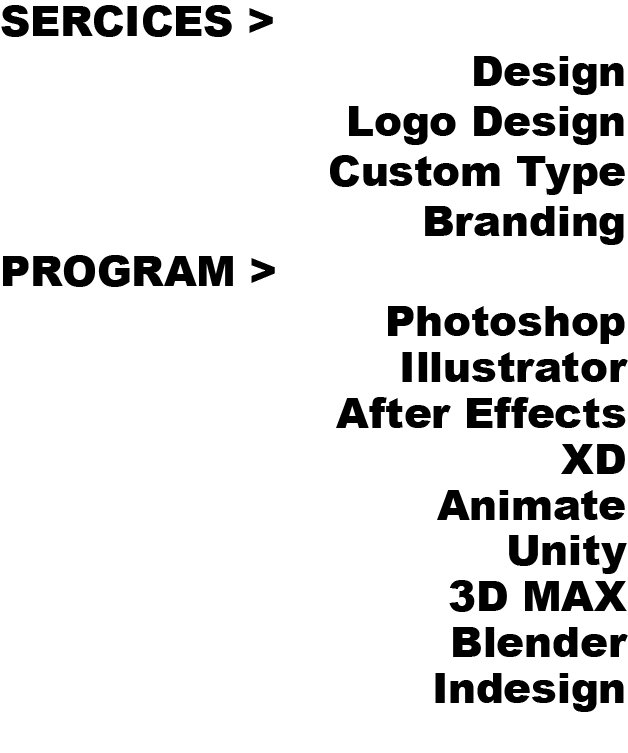 SERCICES >
Design
Logo Design
Custom Type
Branding
PROGRAM >
Photoshop
Illustrator
After Effects
XD
Animate
Unity
3D MAX
Blender
Indesign